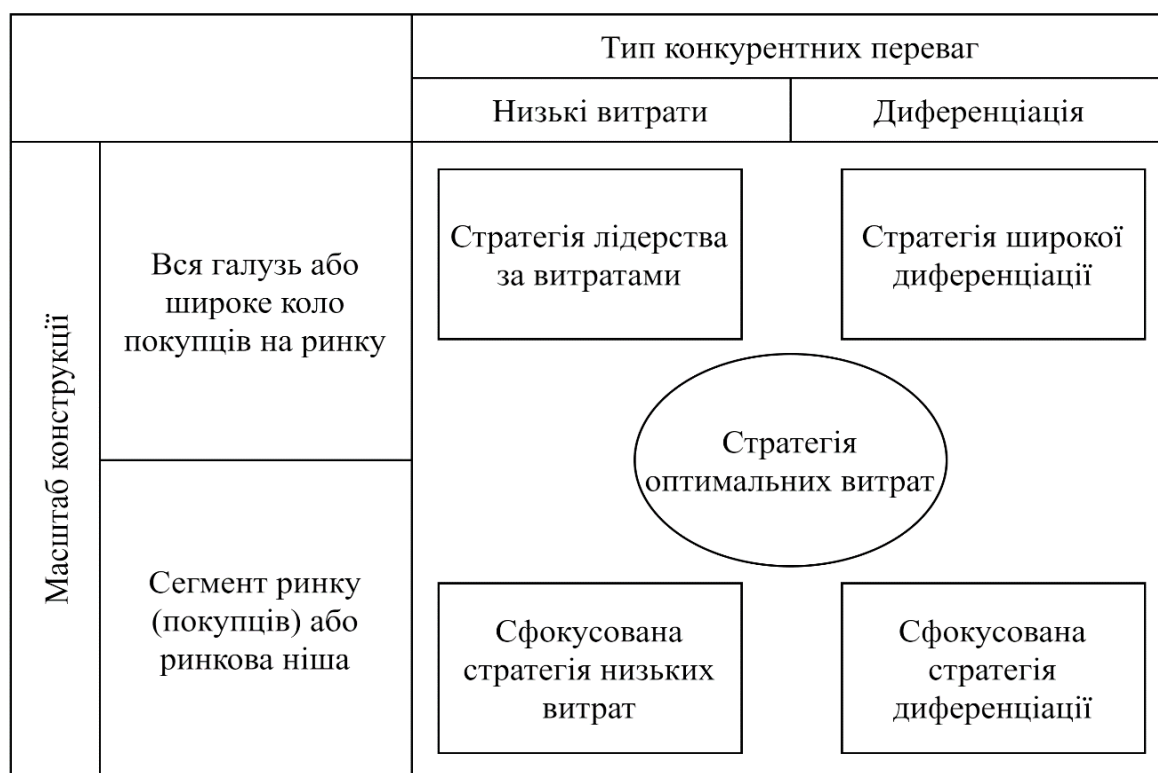 Тип конкурентних переваг
Низькі витрати
Диференціація
Масштаб конструкції
Вся галузь або
широке коло
покупців на ринку
Стратегія лідерства
за витратами
Стратегія широкої
диференціації
Стратегія
оптимальних витрат
Сегмент ринку
(покупців) або
ринкова ніша
Сфокусована
стратегія низьких
витрат
Сфокусована
стратегія
диференціації